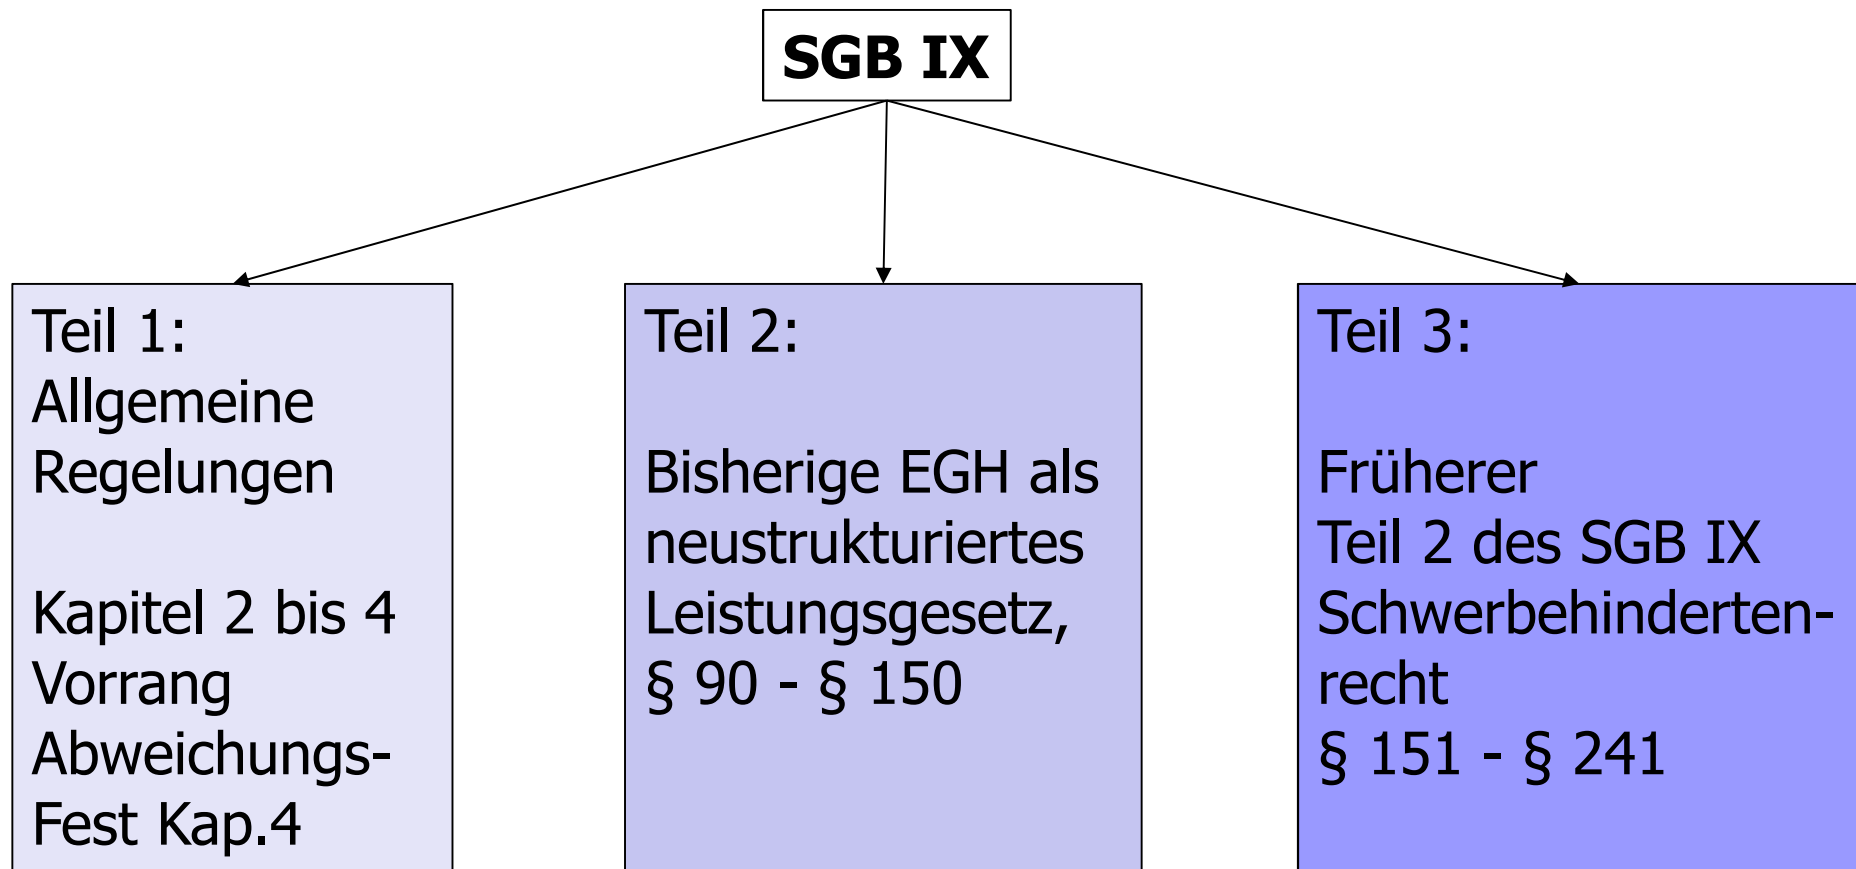 SGB IX
Teil 1:
Allgemeine
Regelungen
Kapitel 2 bis 4
Vorrang
Abweichungs-
Fest Kap.4
Teil 2:
Bisherige EGH als
neustrukturiertes
Leistungsgesetz,
§ 90 - § 150
Teil 3:
Früherer
Teil 2 des SGB IX
Schwerbehinderten-
recht
§ 151 - § 241